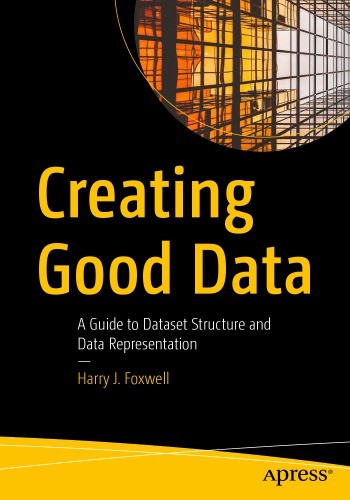 Creating
Good Data
A Guide to Dataset Structure and
Data Representation
—
Harry J. Foxwell
Apress®